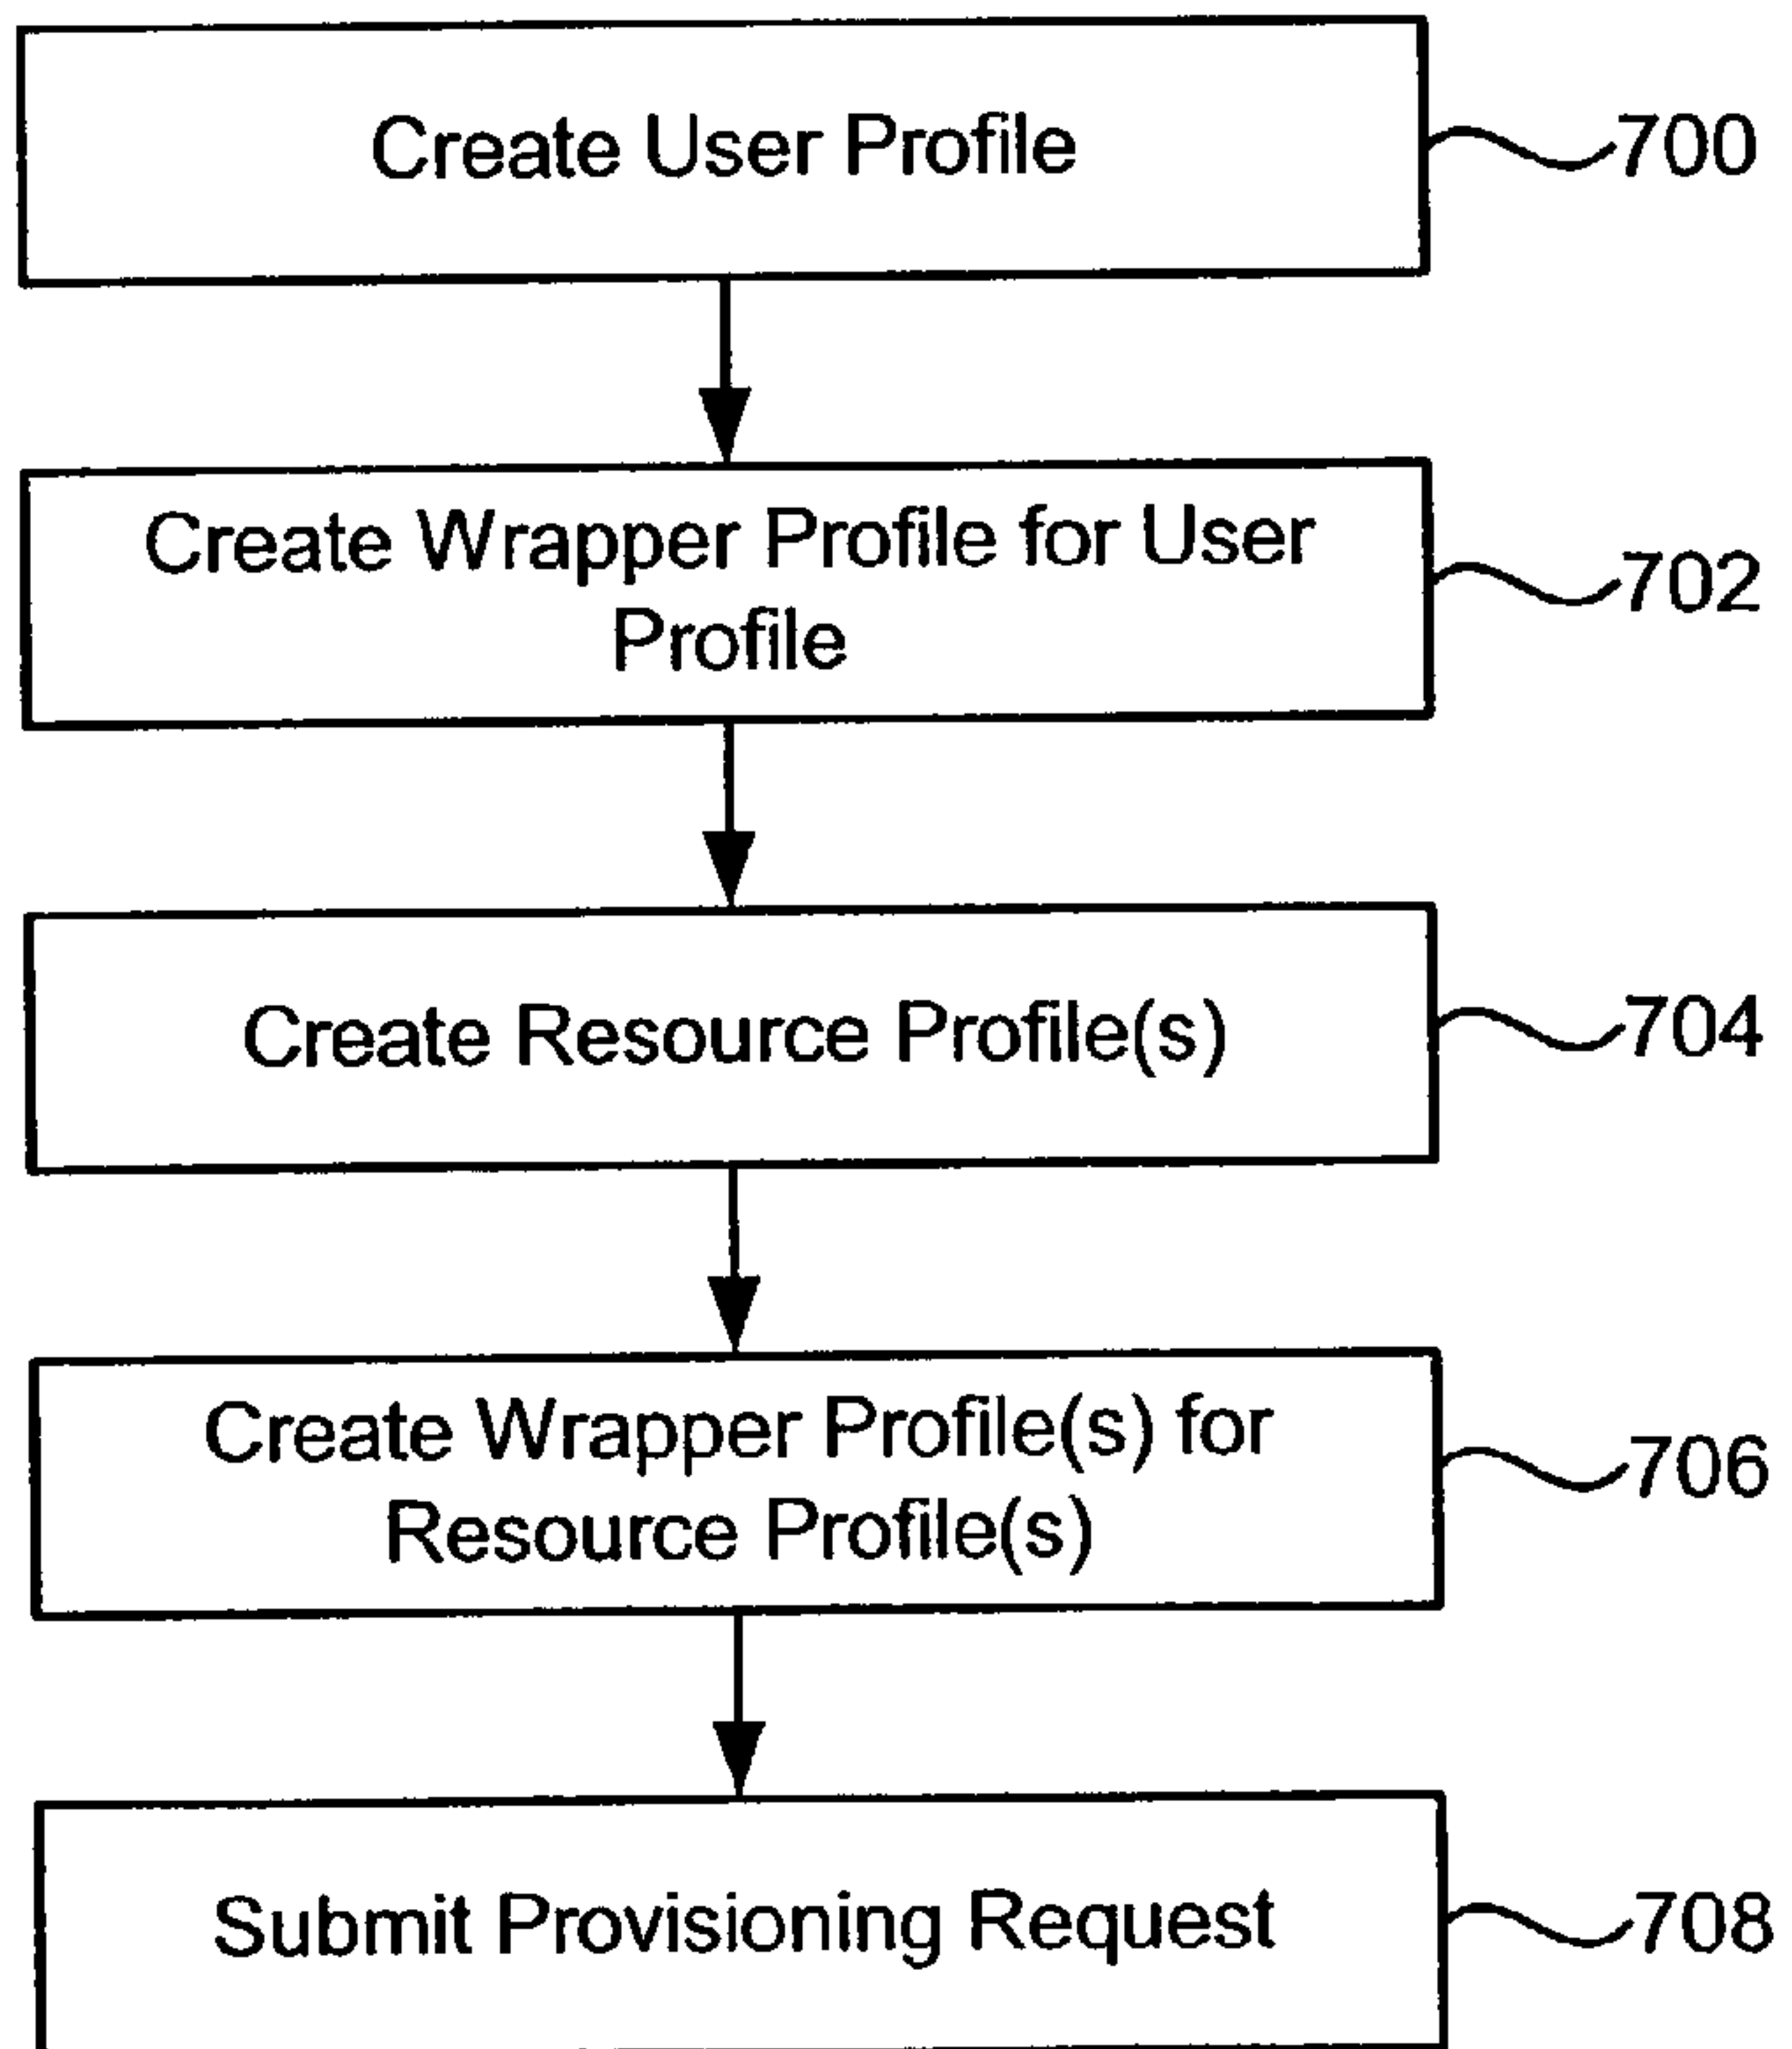 Create User Profile
700
Create Wrapper Profile for User
Profile
702
Create Resource Profile(s)
704
Create Wrapper Profile(s) for
Resource Profile(s)
706
Submit Provisioning Request
708